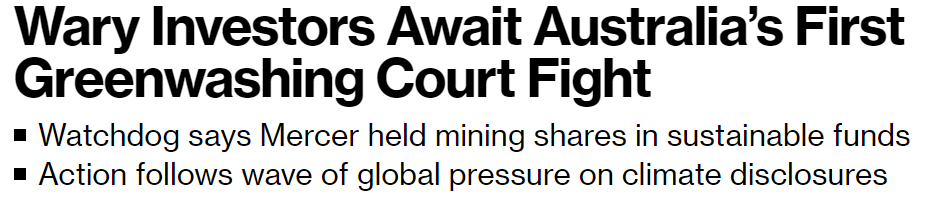 Wary Investors Await Australia’s First
Greenwashing Court Fight
■ Watchdog says Mercer held mining shares in sustainable funds
■ Action follows wave of global pressure on climate disclosures